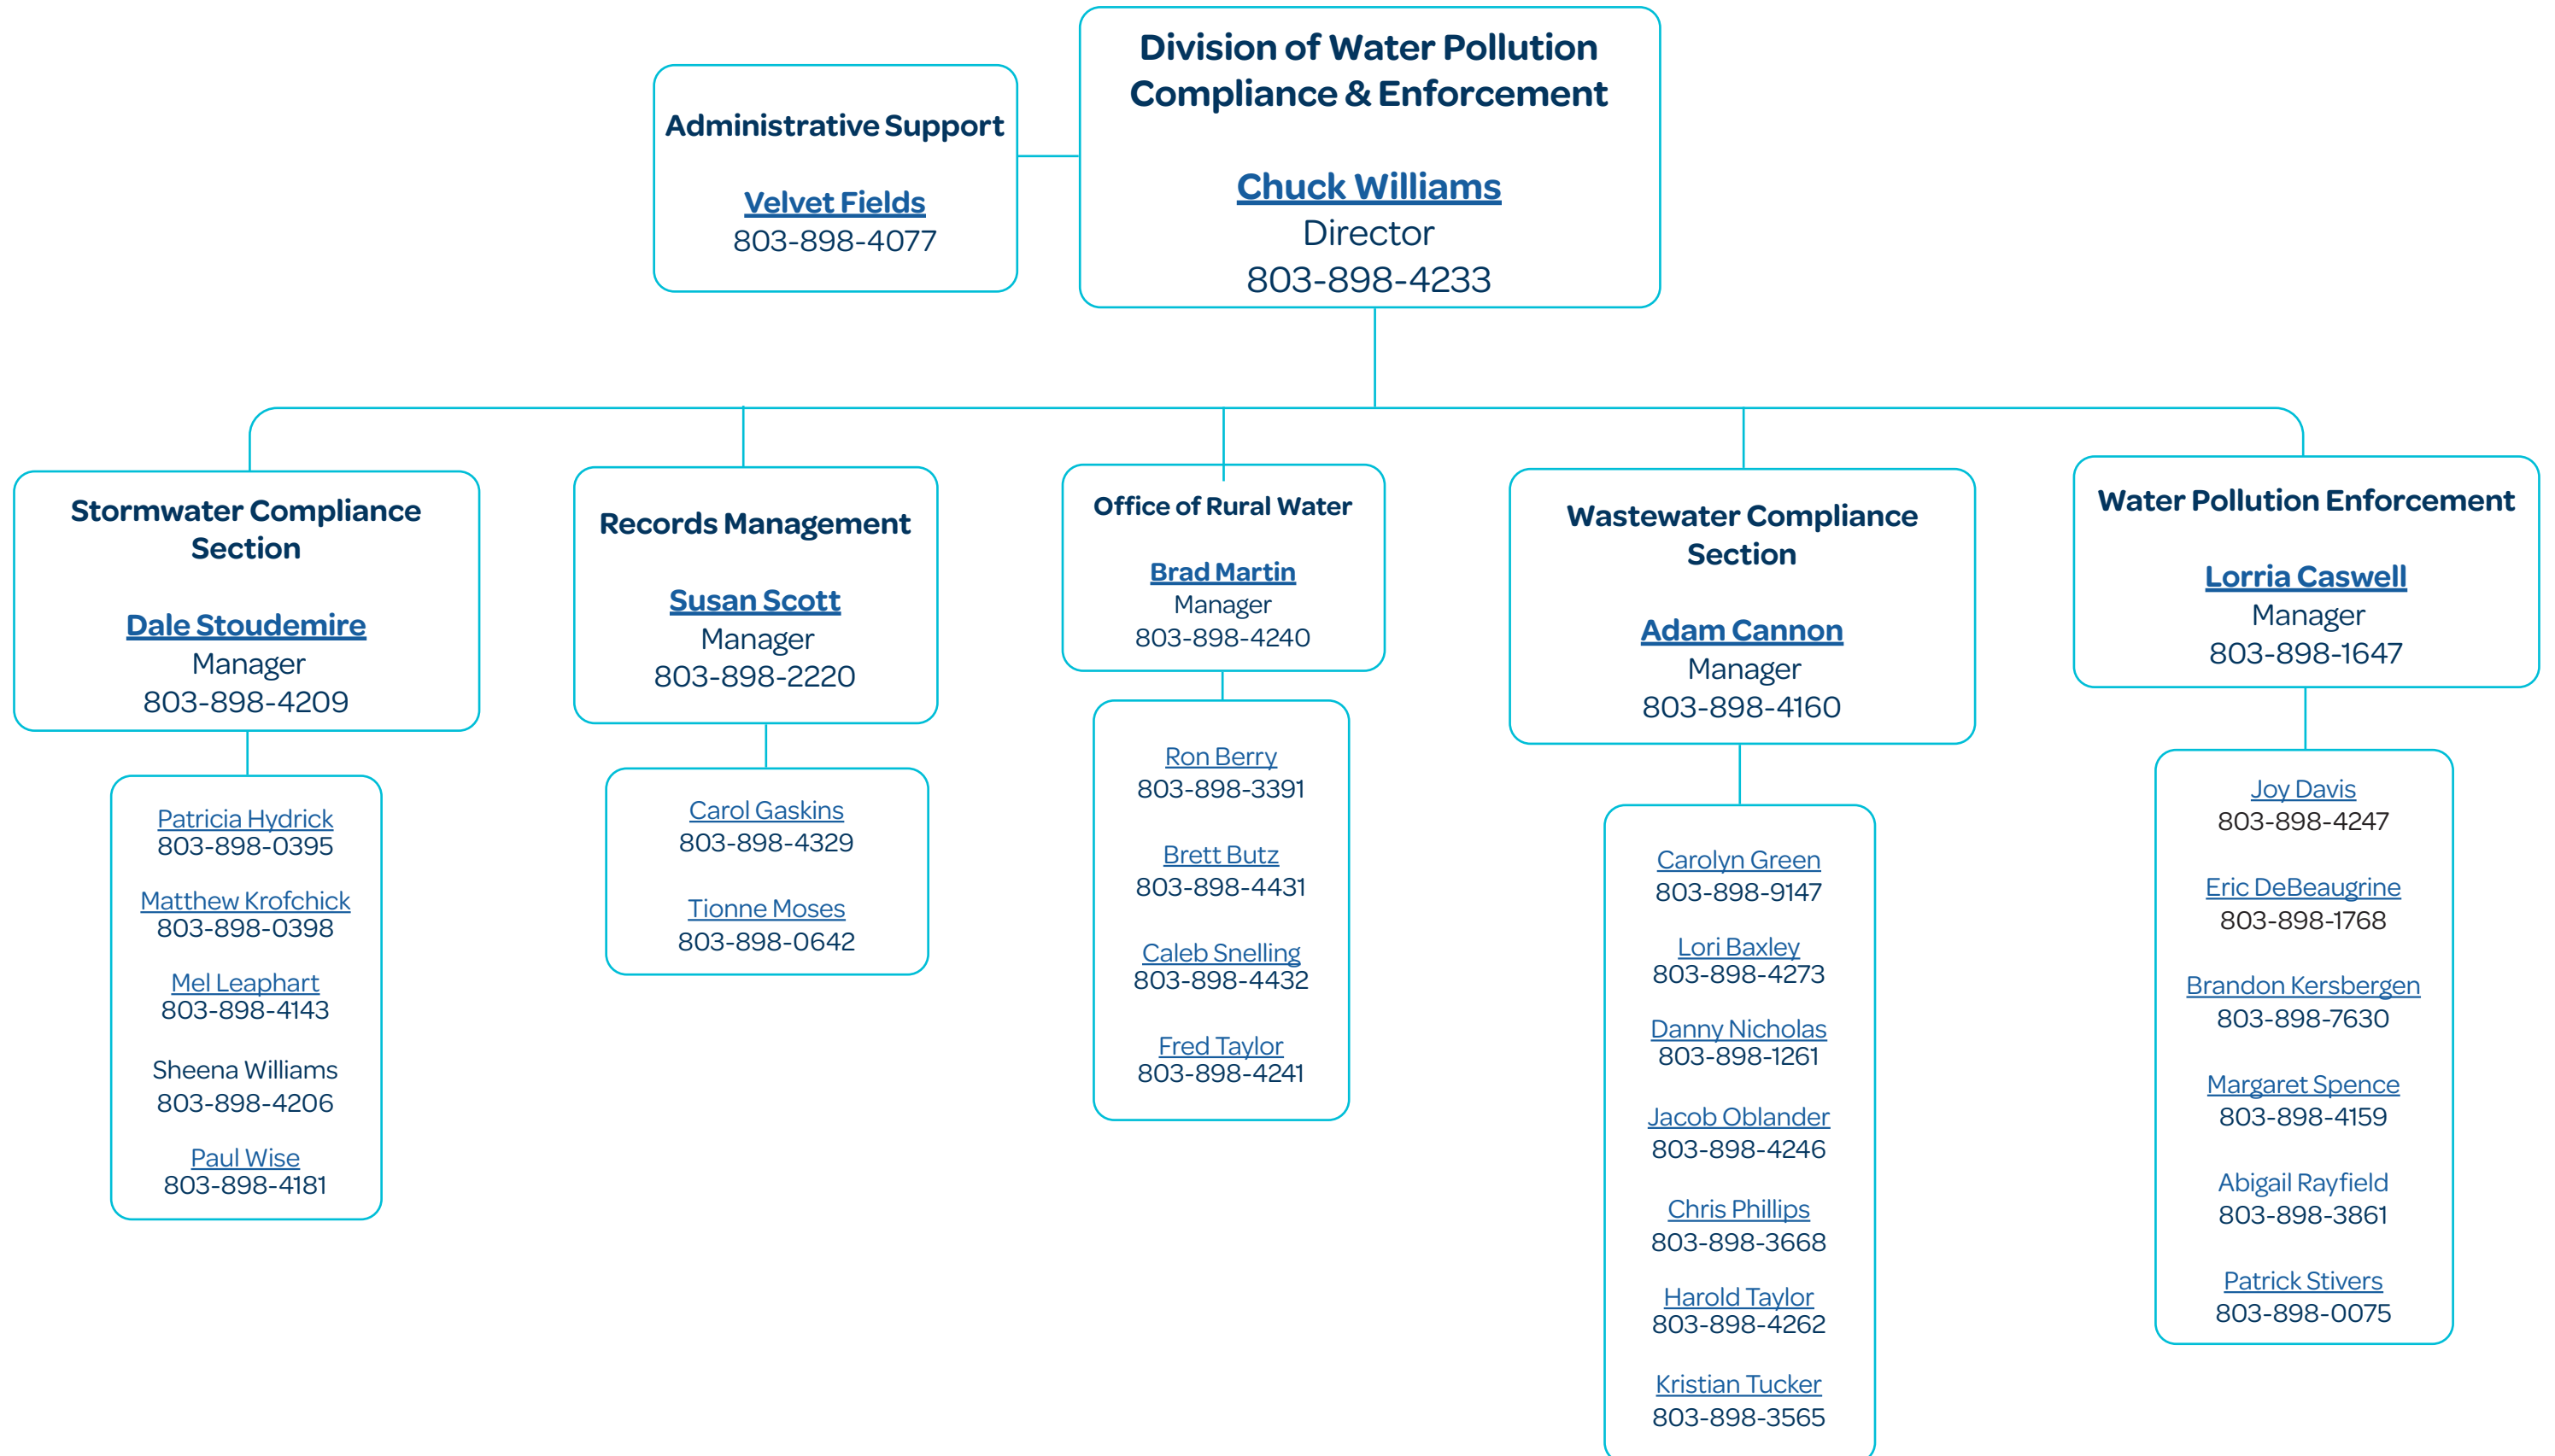 Division of Water Pollution
Compliance & Enforcement
Chuck Williams
Director
803-898-4233
Administrative Support
Velvet Fields
803-898-4077
Stormwater Compliance
Section
Dale Stoudemire
Manager
803-898-4209
Patricia Hydrick
803-898-0395
Matthew Krofchick
803-898-0398
Mel Leaphart
803-898-4143
Sheena Williams
803-898-4206
Paul Wise
803-898-4181
Records Management
Susan Scott
Manager
803-898-2220
Carol Gaskins
803-898-4329
Tionne Moses
803-898-0642
Office of Rural Water
Brad Martin
Manager
803-898-4240
Ron Berry
803-898-3391
Brett Butz
803-898-4431
Caleb Snelling
803-898-4432
Fred Taylor
803-898-4241
Wastewater Compliance
Section
Adam Cannon
Manager
803-898-4160
Carolyn Green
803-898-9147
Lori Baxley
803-898-4273
Danny Nicholas
803-898-1261
Jacob Oblander
803-898-4246
Chris Phillips
803-898-3668
Harold Taylor
803-898-4262
Kristian Tucker
803-898-3565
Water Pollution Enforcement
Lorria Caswell
Manager
803-898-1647
Joy Davis
803-898-4247
Eric DeBeaugrine
803-898-1768
Brandon Kersbergen
803-898-7630
Margaret Spence
803-898-4159
Abigail Rayfield
803-898-3861
Patrick Stivers
803-898-0075